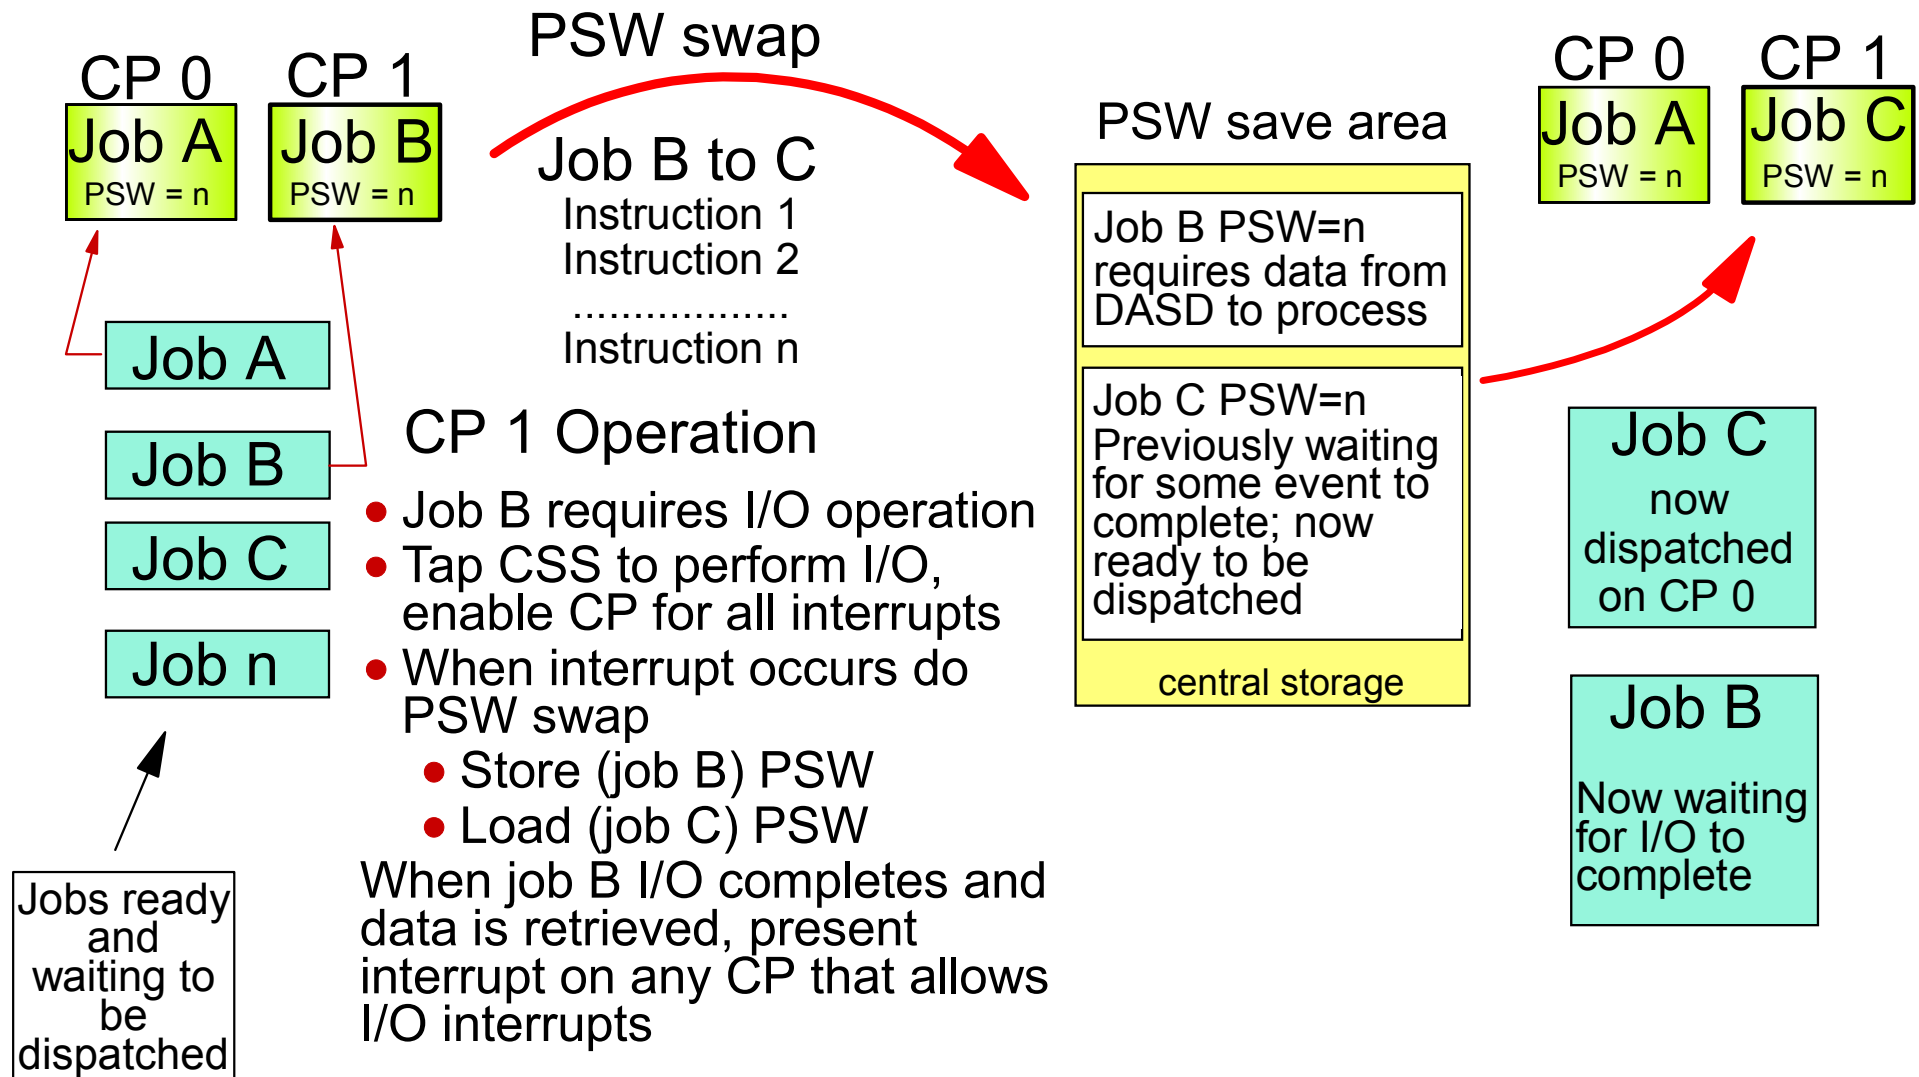 PSW swap
CP 0
CP 1
Job A
PSW = n
Job B
PSW = n
Job B to C
Instruction 1
Instruction 2
..................
Instruction n
Job A
Job B
Job C
Job n
Jobs ready
and
waiting to
be
dispatched
CP 1 Operation
• Job B requires I/O operation
• Tap CSS to perform I/O,
enable CP for all interrupts
• When interrupt occurs do
PSW swap
• Store (job B) PSW
• Load (job C) PSW
When job B I/O completes and
data is retrieved, present
interrupt on any CP that allows
I/O interrupts
PSW save area
Job B PSW=n
requires data from
DASD to process
Job C PSW=n
Previously waiting
for some event to
complete; now
ready to be
dispatched
central storage
CP 0
CP 1
Job A
PSW = n
Job C
PSW = n
Job C
now
dispatched
on CP 0
Job B
Now waiting
for I/O to
complete